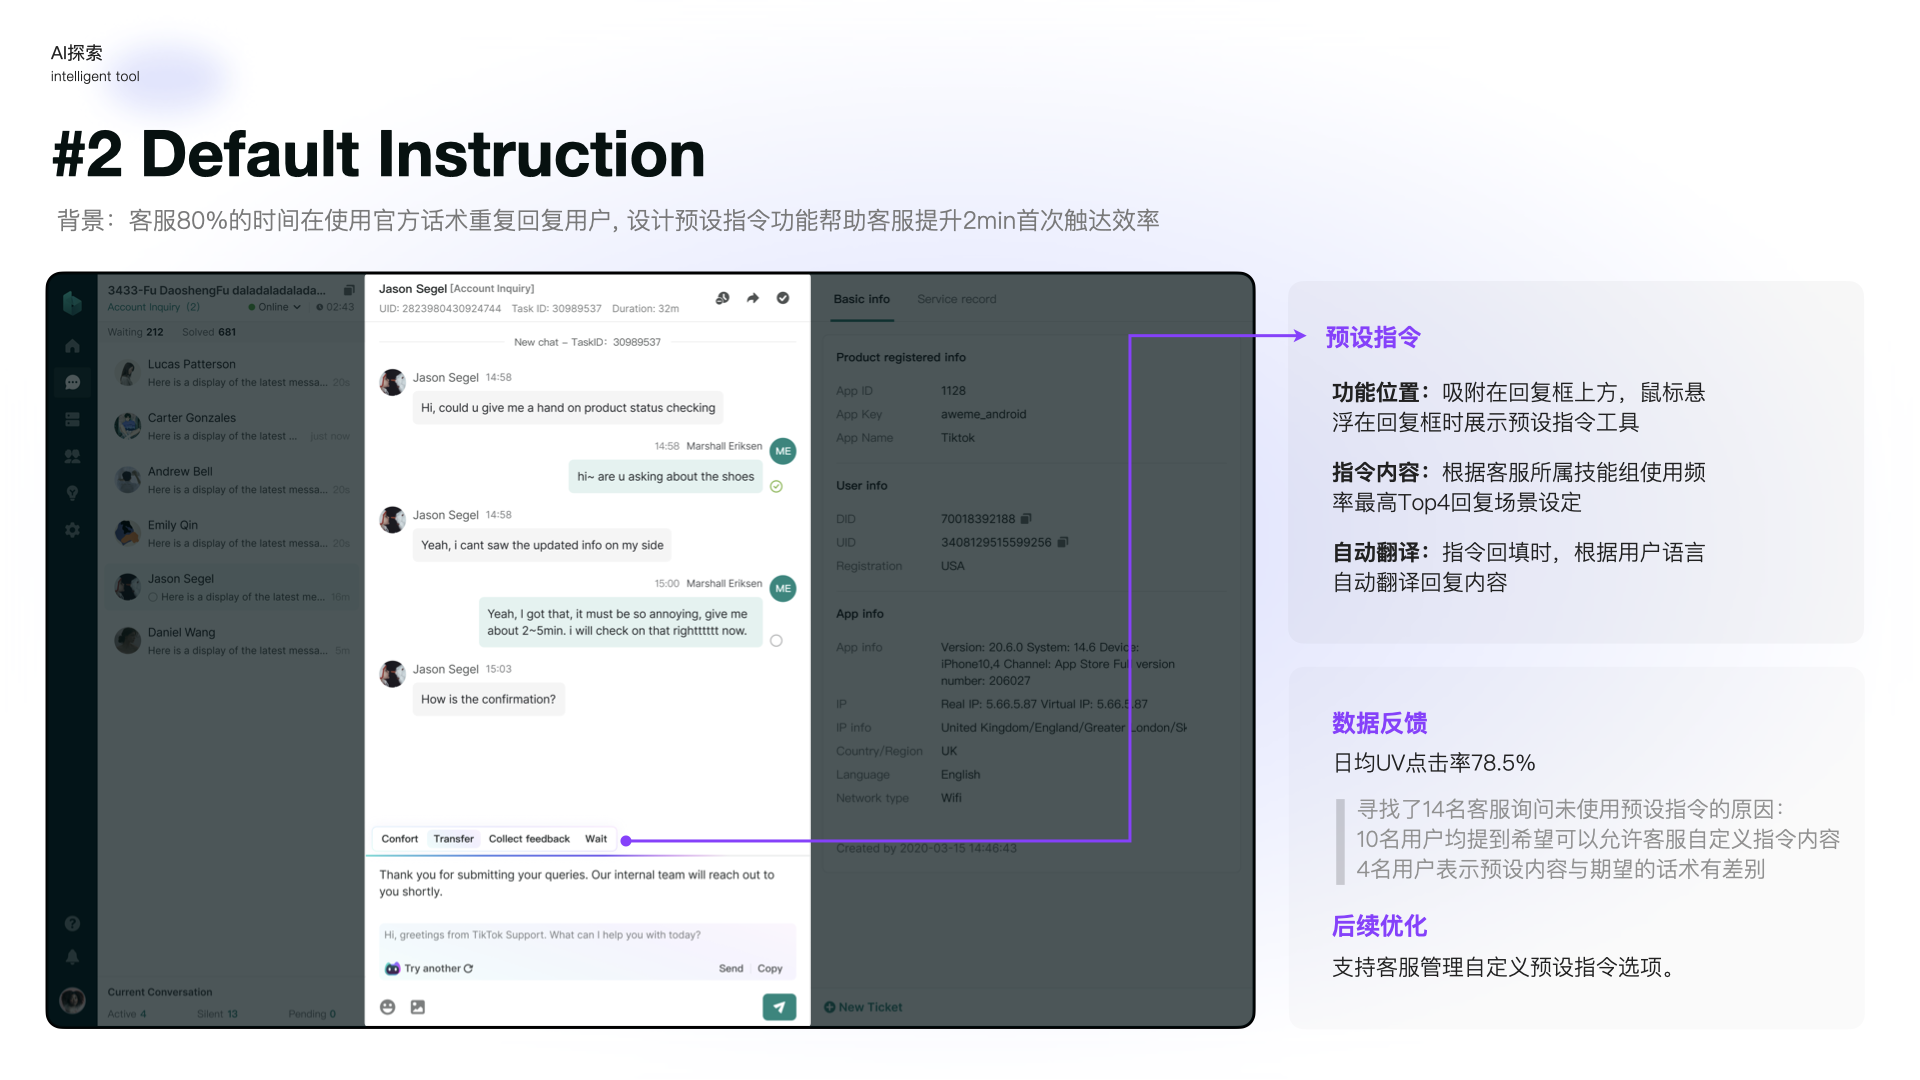 AI探索
intelligent tool
#2 Default Instruction
背景：客服80%的时间在使用官方话术重复回复用户, 设计预设指令功能帮助客服提升2min首次触达效率
3433-Fu DaoshengFu daladaladalada...
Account Inquiry (2)
Online
02:43
Waiting 212
Solved 681
Lucas Patterson
Here is a display of the latest messa... 20s
Carter Gonzales
Here is a display of the latest ... just now
Andrew Bell
Here is a display of the latest messa... 20s
Emily Qin
Here is a display of the latest messa... 20s
Jason Segel
Here is a display of the latest me... 16m
Daniel Wang
Here is a display of the latest messa... 5m
Current Conversation
Active 4
Silent 13
Pending 0
Jason Segel [Account Inquiry]
UID: 2823980430924744 Task ID: 30989537 Duration: 32m
New chat – TaskID: 30989537
Jason Segel 14:58
Hi, could u give me a hand on product status checking
14:58 Marshall Eriksen
ME
hi~ are u asking about the shoes
Jason Segel 14:58
Yeah, i cant saw the updated info on my side
15:00 Marshall Eriksen
ME
Yeah, I got that, it must be so annoying, give me
about 2~5min. i will check on that rightttttt now.
Jason Segel 15:03
How is the confirmation?
Confort
Transfer
Collect feedback
Wait
Thank you for submitting your queries. Our internal team will reach out to
you shortly.
Hi, greetings from TikTok Support. What can I help you with today?
Try another
Send
Copy
Basic info
Service record
Product registered info
App ID 1128
App Key aweme_android
App Name Tiktok
User info
DID 70018392188
UID 3408129515599256
Registration USA
App info
App info Version: 20.6.0 System: 14.6 Device:
iPhone10,4 Channel: App Store Full version
number: 206027
IP Real IP: 5.66.5.87 Virtual IP: 5.66.5.87
IP info United Kingdom/England/Greater London/Sk
Country/Region UK
Language English
Network type Wifi
Created by 2020-03-15 14:46:43
New Ticket
预设指令
功能位置：吸附在回复框上方，鼠标悬
浮在回复框时展示预设指令工具
指令内容：根据客服所属技能组使用频
率最高Top4回复场景设定
自动翻译：指令回填时，根据用户语言
自动翻译回复内容
数据反馈
日均UV点击率78.5%
寻找了14名客服询问未使用预设指令的原因：
10名用户均提到希望可以允许客服自定义指令内容
4名用户表示预设内容与期望的话术有差别
后续优化
支持客服管理自定义预设指令选项。